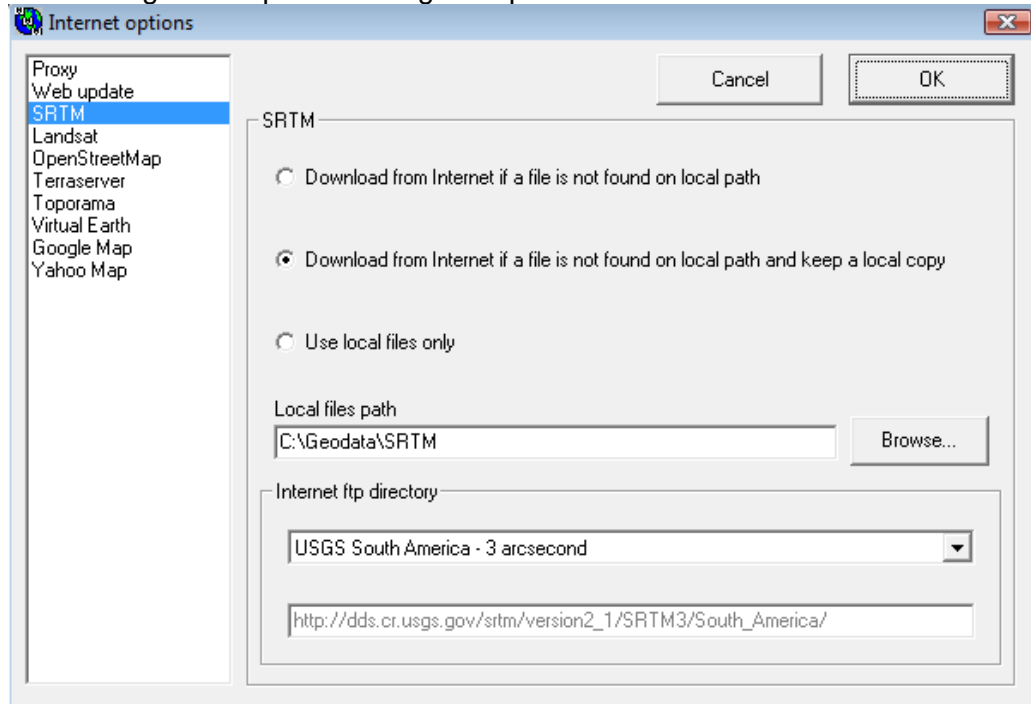 Internet options
Proxy
Web update
SRTM
Landsat
OpenStreetMap
Terraserver
Toporama
Virtual Earth
Google Map
Yahoo Map
Cancel
OK
SRTM
Download from Internet if a file is not found on local path
Download from Internet if a file is not found on local path and keep a local copy
Use local files only
Local files path
C:\Geodata\SRTM
Browse...
Internet ftp directory
USGS South America - 3 arcsecond
http://dds.cr.usgs.gov/srtm/version2_1/SRTM3/South_America/